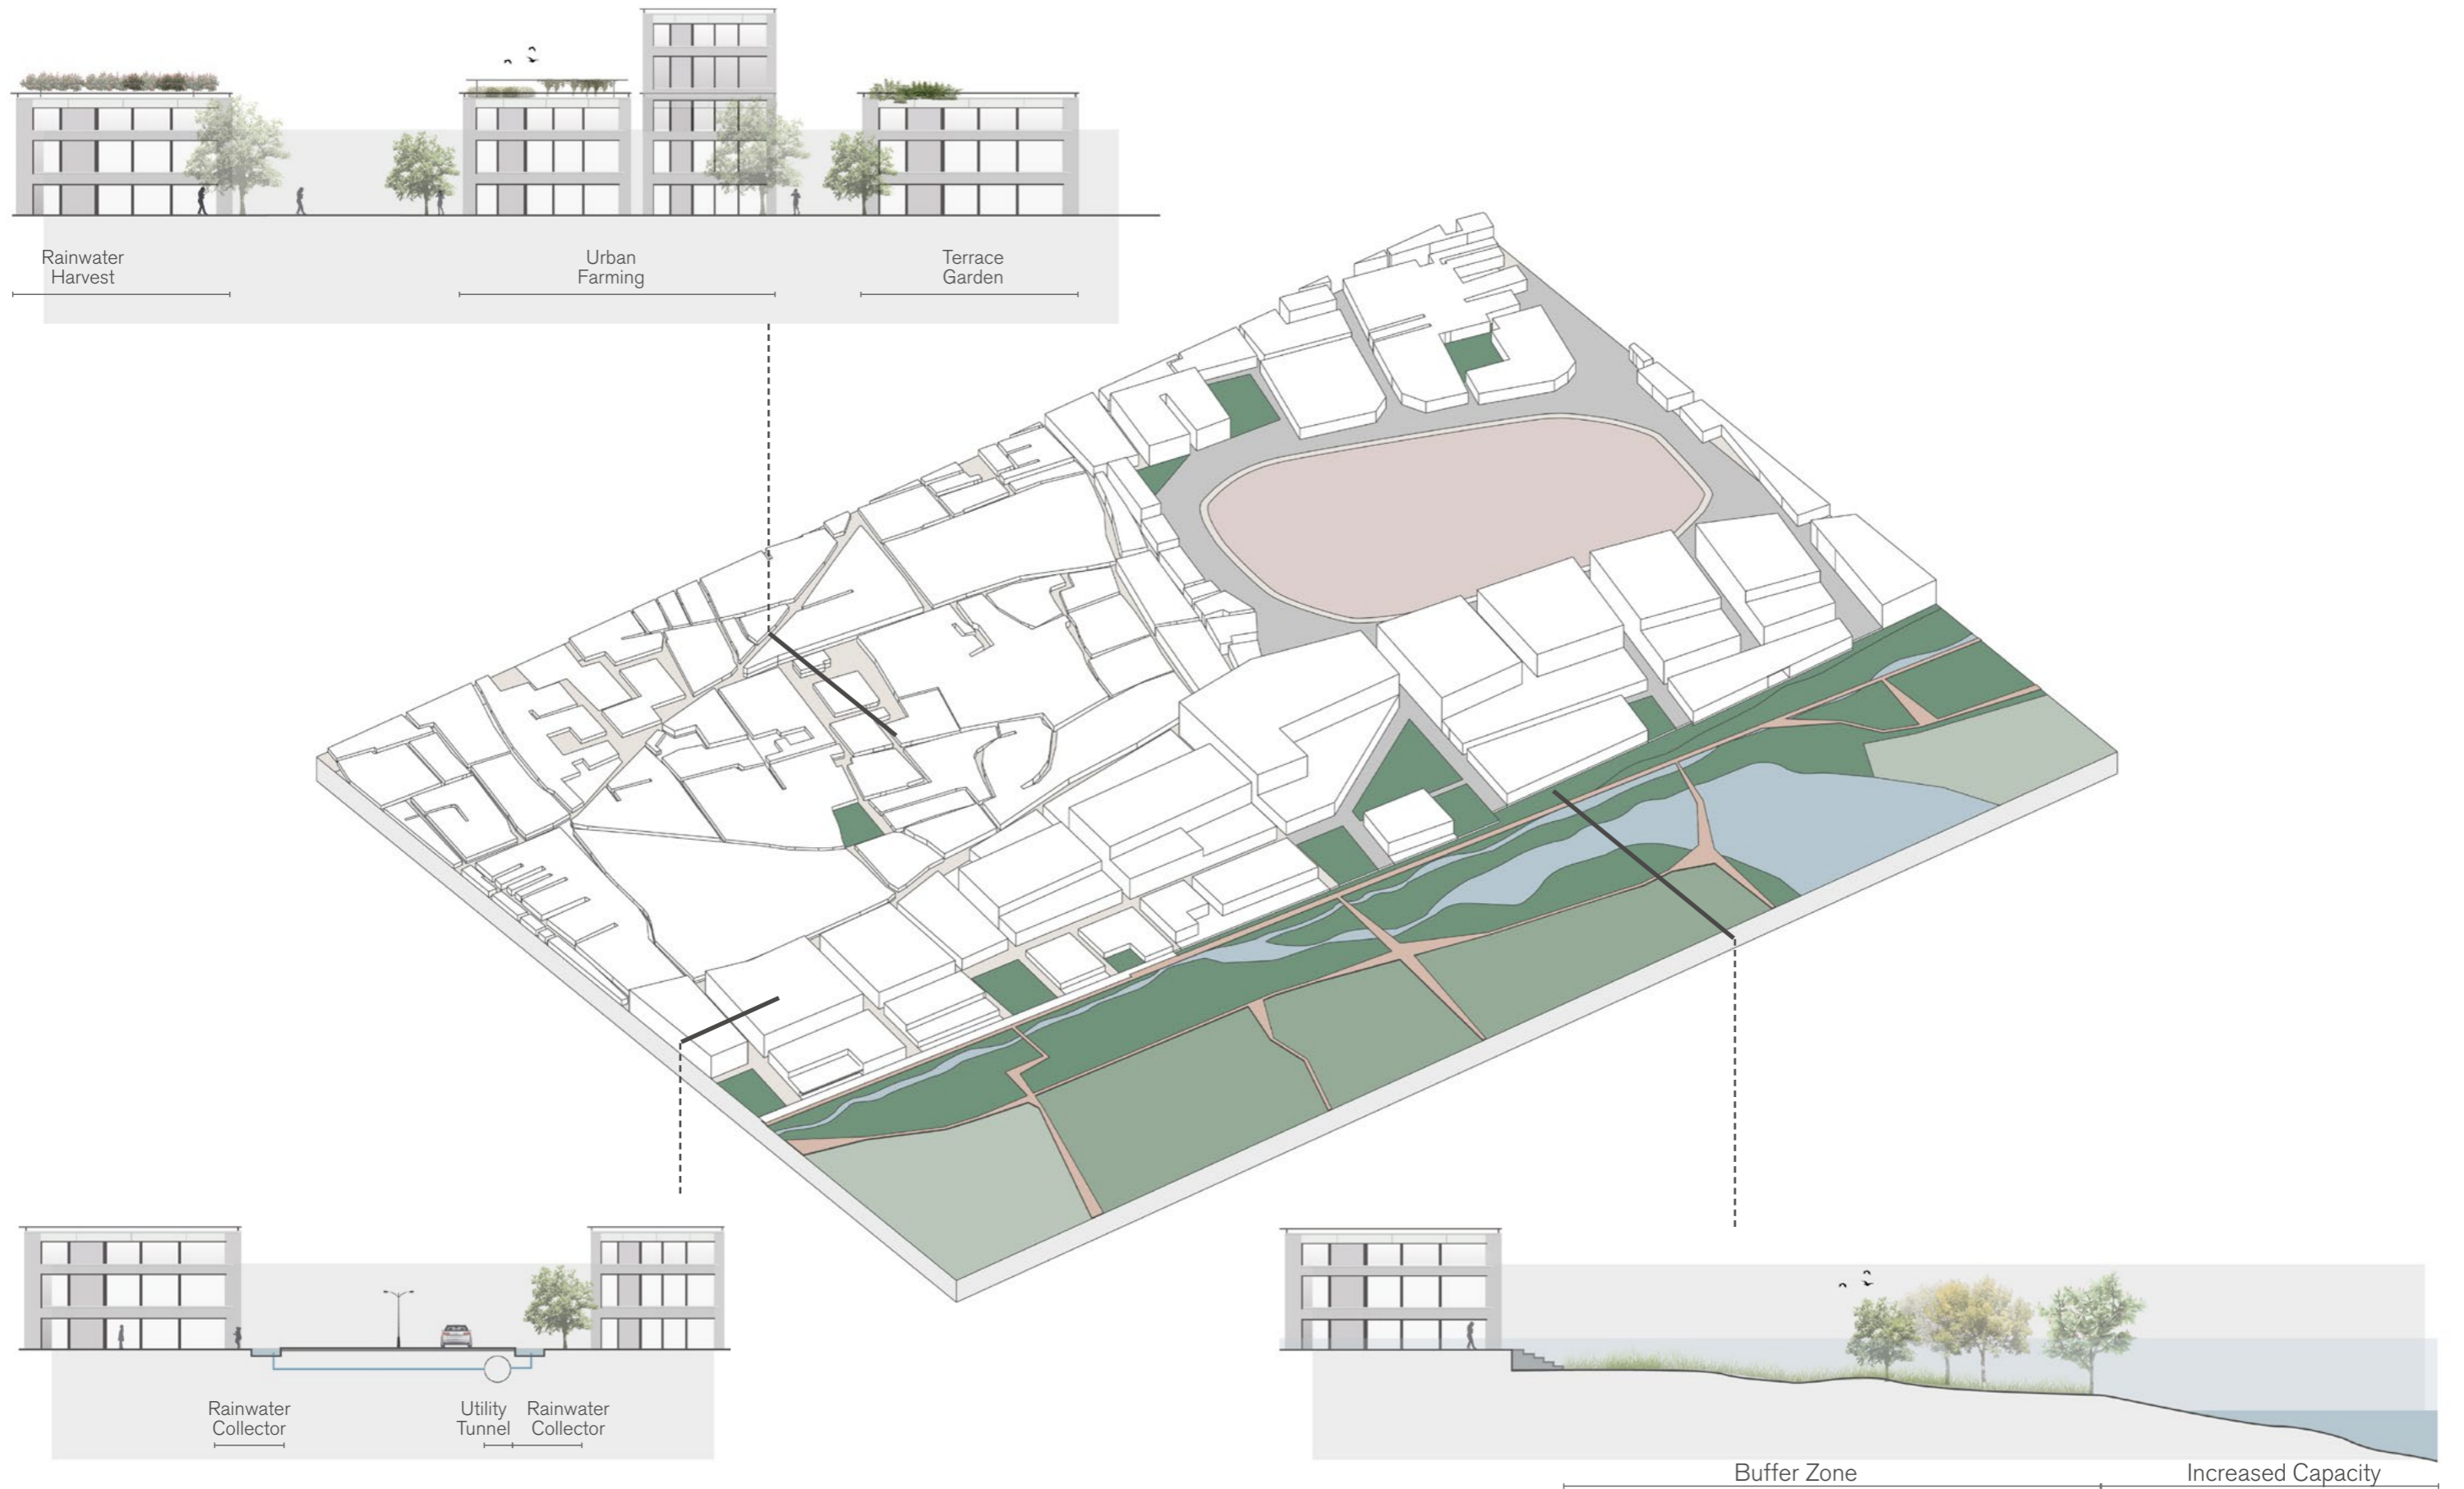 Rainwater
Harvest
Urban
Farming
Terrace
Garden
Rainwater
Collector
Utility
Tunnel
Rainwater
Collector
Buffer Zone
Increased Capacity